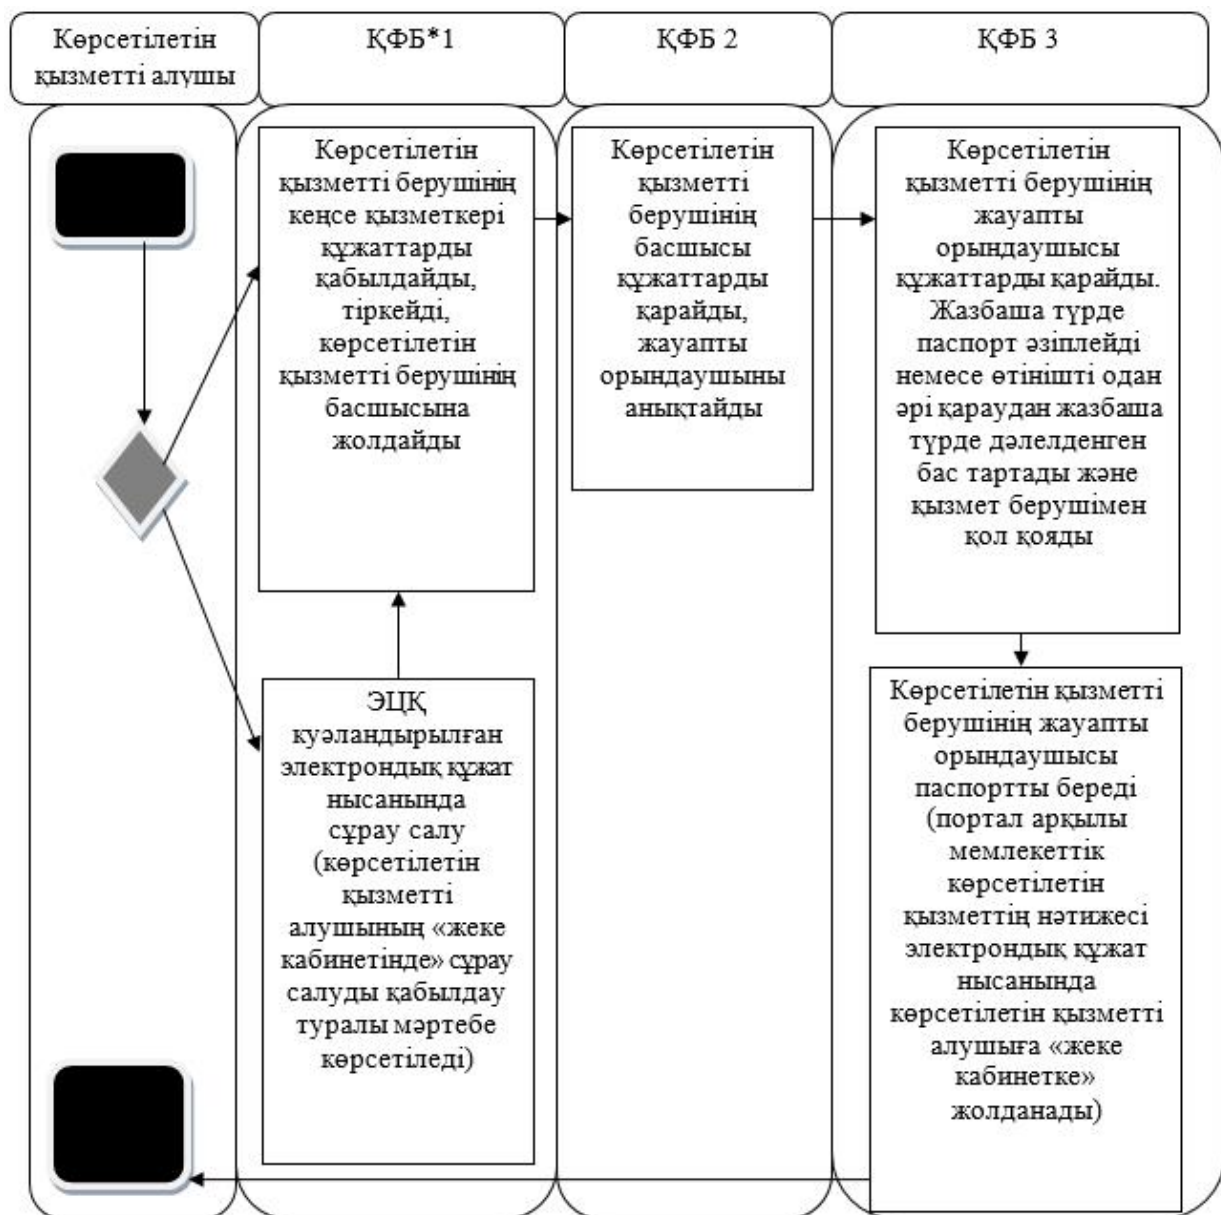 Көрсетілетін
қызметті алушы
ҚФБ*1
ҚФБ 2
ҚФБ 3
Көрсетілетін
қызметті берушінің
кеңсе қызметкері
құжаттарды
қабылдайды,
тіркейді,
көрсетілетін
қызметті берушінің
басшысына
жолдайды
Көрсетілетін
қызметті
берушінің
басшысы
құжаттарды
қарайды,
жауапты
орындаушыны
анықтайды
Көрсетілетін
қызметті берушінің
жауапты
орындаушысы
құжаттарды қарайды.
Жазбаша түрде
паспорт әзіплейді
немесе өтінішті одан
әрі қараудан жазбаша
түрде дәлелденген
бас тартады және
қызмет берушімен
қол қояды
ЭЦҚ
куәландырылған
электрондық құжат
нысанында
сұрау салу
(көрсетілетін
қызметті
алушының «жеке
кабинетінде» сұрау
салуды қабылдау
туралы мәртебе
көрсетіледі)
Көрсетілетін қызметті
берушінің жауапты
орындаушысы
паспортты береді
(портал арқылы
мемлекеттік
көрсетілетін
қызметтің нәтижесі
электрондық құжат
нысанында
көрсетілетін қызметті
алушыға «жеке
кабинетке»
жолданады)